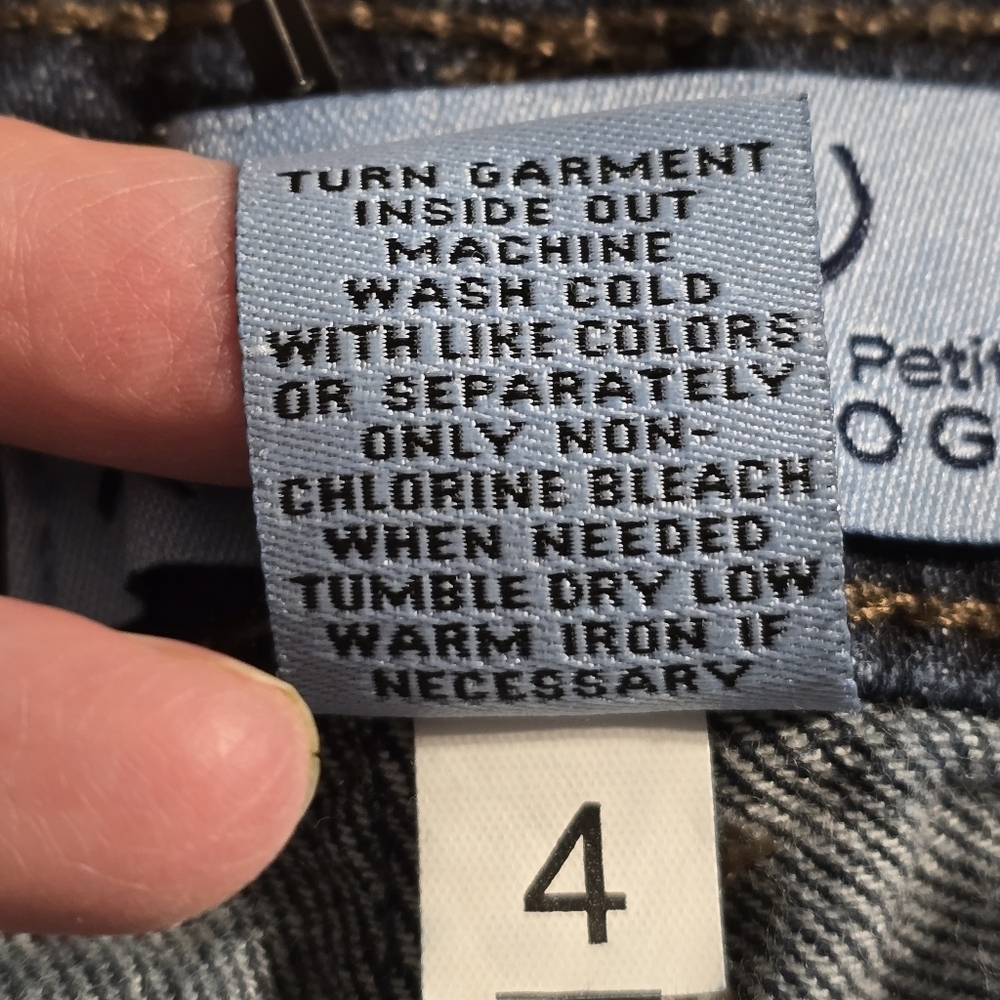 TURN GARMENT
INSIDE OUT
MACHINE
WASH COLD
WITH LIKE COLORS
OR SEPARATELY
ONLY NON-
CHLORINE BLEACH
WHEN NEEDED
TUMBLE DRY LOW
WARM IRON IF
NECESSARY
4